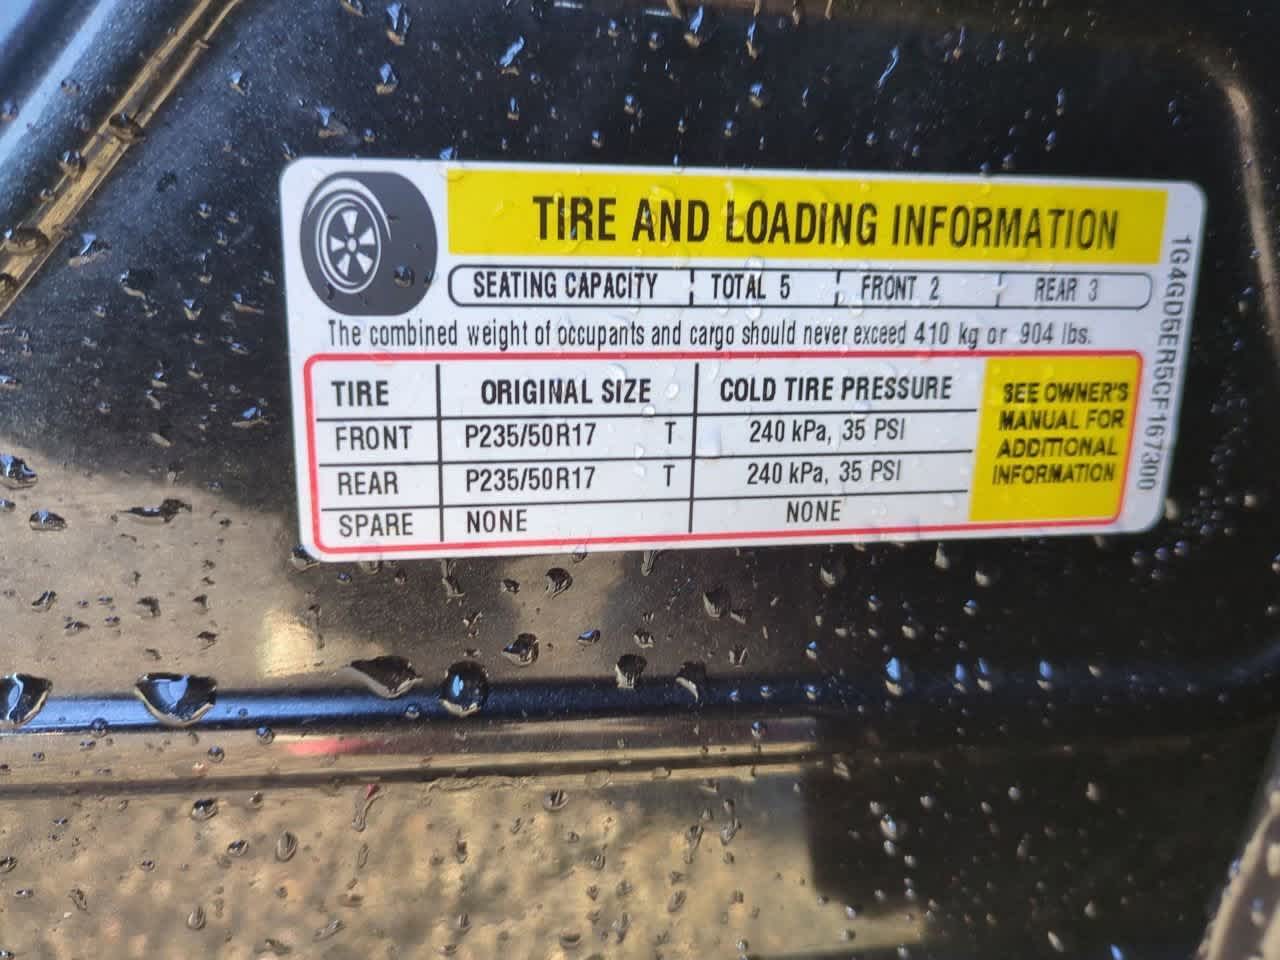 TIRE AND LOADING INFORMATION
SEATING CAPACITY TOTAL 5 FRONT 2 REAR 3
The combined weight of occupants and cargo should never exceed 410 kg or 904 lbs.
TIRE ORIGINAL SIZE COLD TIRE PRESSURE
FRONT P235/50R17 T 240 kPa, 35 PSI
REAR P235/50R17 T 240 kPa, 35 PSI
SPARE NONE NONE
SEE OWNER'S
MANUAL FOR
ADDITIONAL
INFORMATION
1G4GD5ER5CF167300